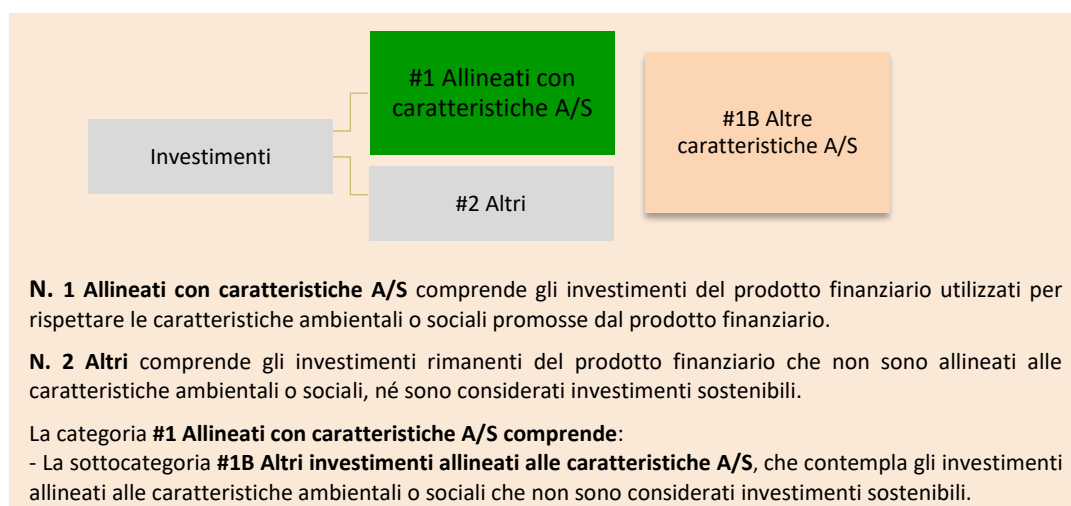 #1 Allineati con
caratteristiche A/S
#1B Altre
caratteristiche A/S
Investimenti
#2 Altri
N. 1 Allineati con caratteristiche A/S comprende gli investimenti del prodotto finanziario utilizzati per
rispettare le caratteristiche ambientali o sociali promosse dal prodotto finanziario.
N. 2 Altri comprende gli investimenti rimanenti del prodotto finanziario che non sono allineati alle
caratteristiche ambientali o sociali, né sono considerati investimenti sostenibili.
La categoria #1 Allineati con caratteristiche A/S comprende:
- La sottocategoria #1B Altri investimenti allineati alle caratteristiche A/S, che contempla gli investimenti
allineati alle caratteristiche ambientali o sociali che non sono considerati investimenti sostenibili.